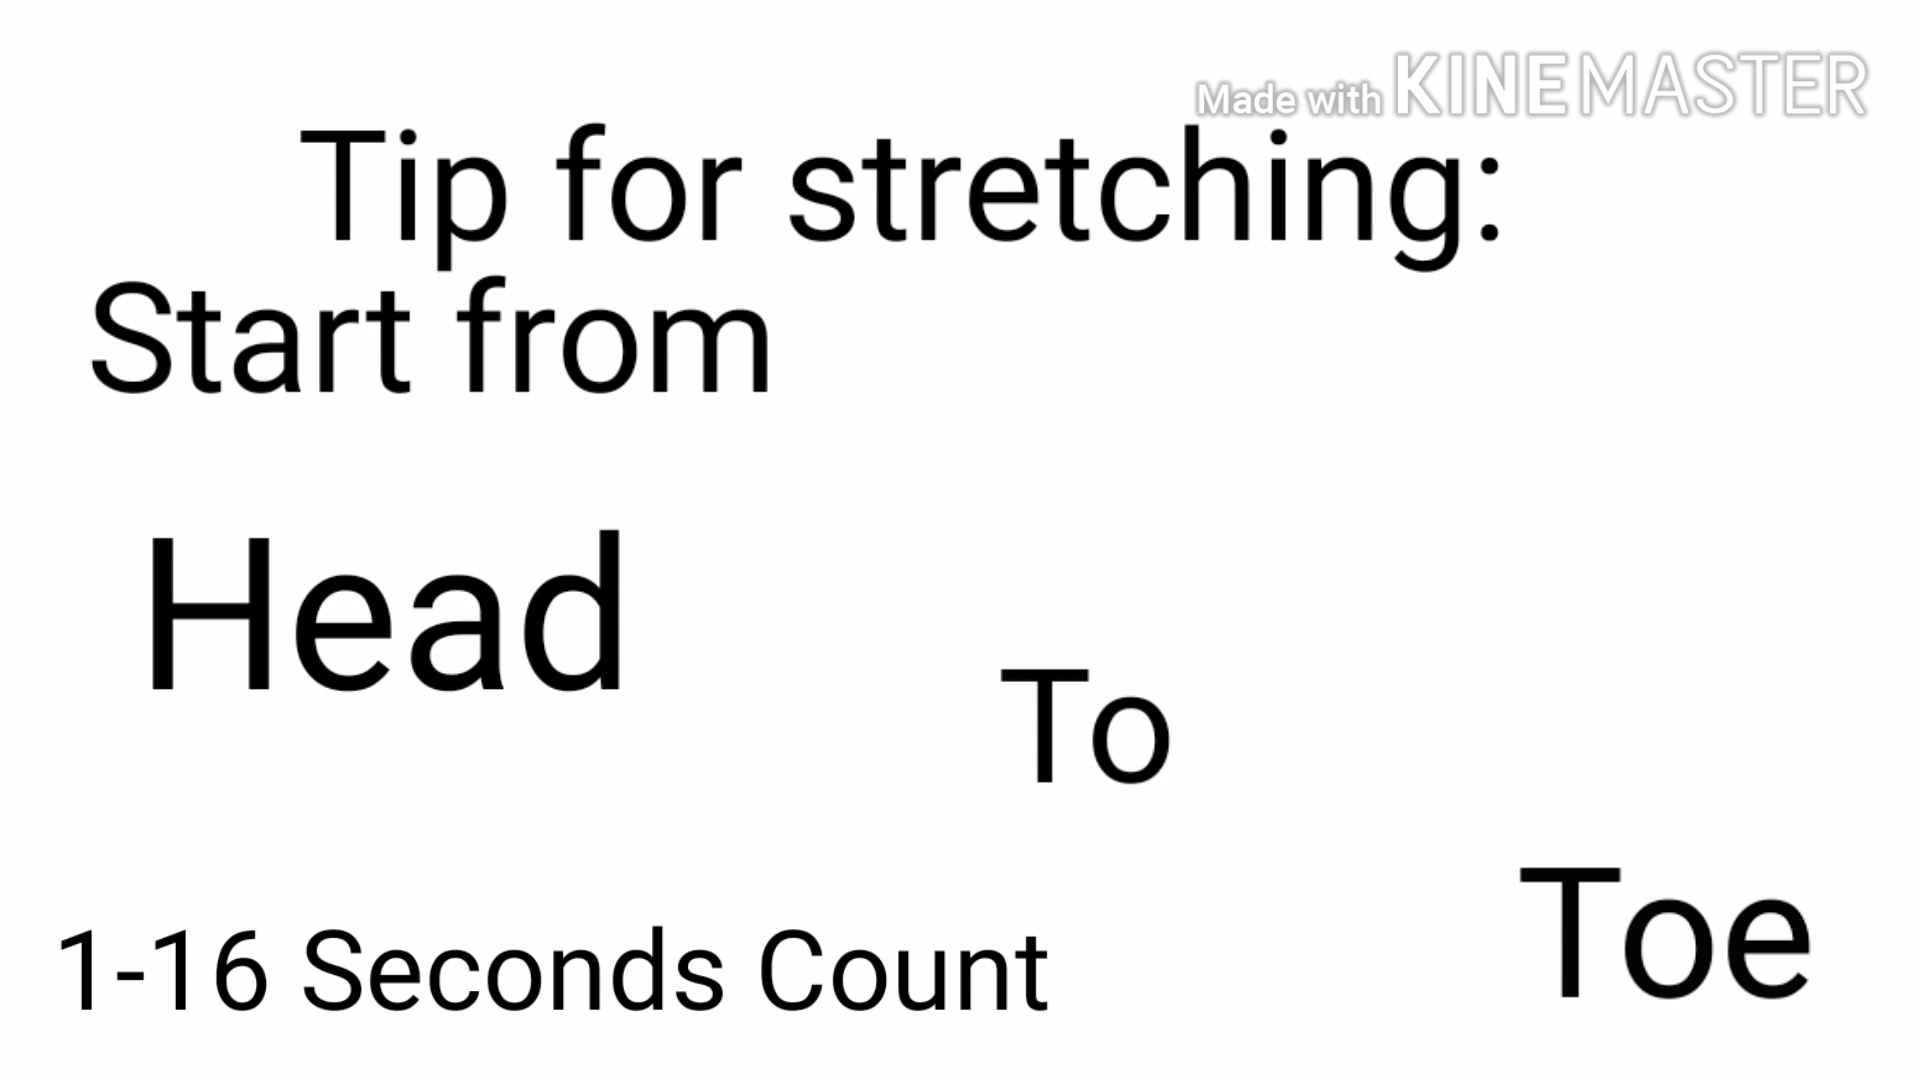 Made with KINEMASTER
Tip for stretching:
Start from
Head
To
Toe
1-16 Seconds Count